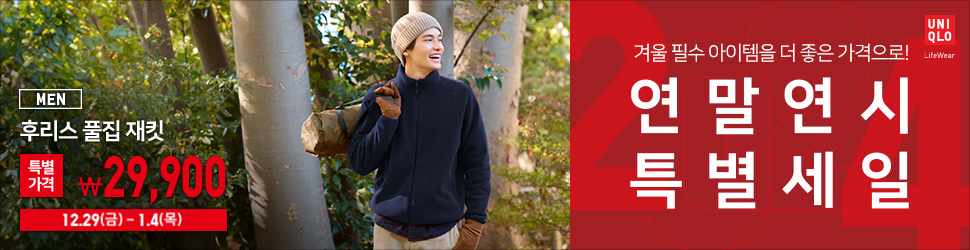 MEN
후리스 풀집 재킷
특별
가격
₩29,900
12.29(금) – 1.4(목)
겨울 필수 아이템을 더 좋은 가격으로!
연말연시
특별세일
UNI
QLO
LifeWear
2024